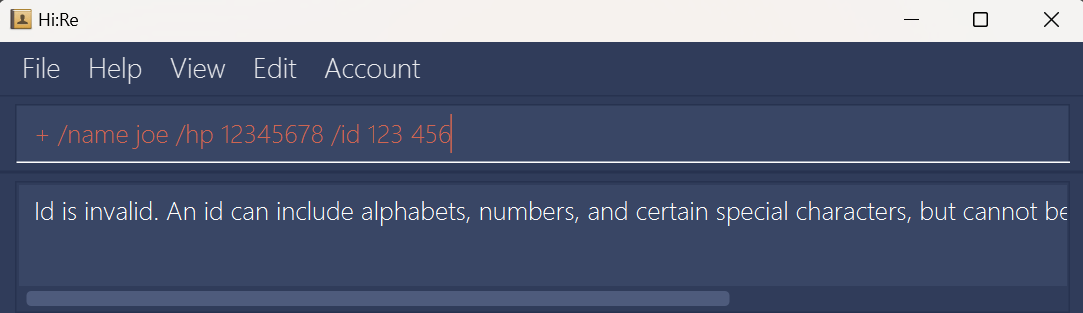 Hi:Re
File Help View Edit Account
+ /name joe /hp 12345678 /id 123 456
Id is invalid. An id can include alphabets, numbers, and certain special characters, but cannot be